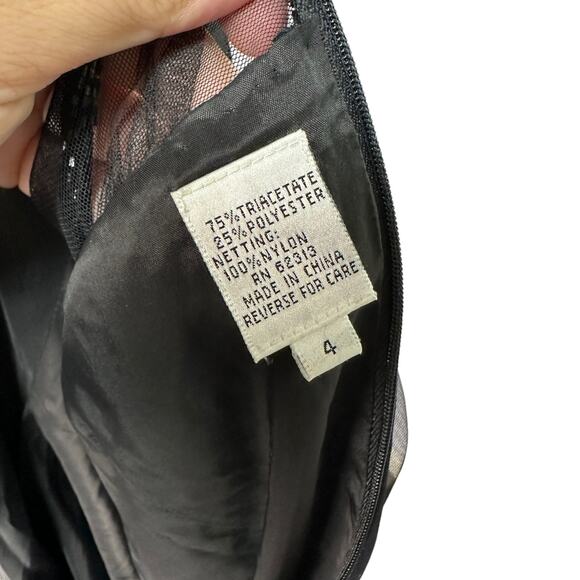 75%TRIACETATE
25%POLYESTER
NETTING:
100%NYLON
RN 62313
MADE IN CHINA
REVERSE FOR CARE
4